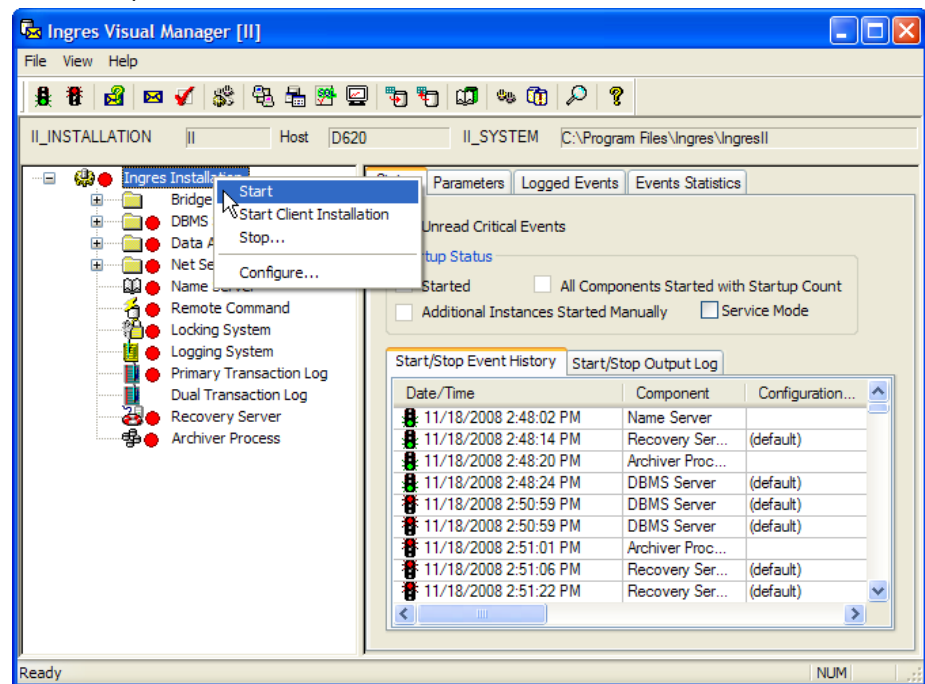 Ingres Visual Manager [II]
File View Help
II_INSTALLATION II Host D620 II_SYSTEM C:\Program Files\Ingres\IngresII
Ingres Installation
Start
Start Client Installation
Stop...
Configure...
Bridge
DBMS
Data A
Net Se
Name Server
Remote Command
Locking System
Logging System
Primary Transaction Log
Dual Transaction Log
Recovery Server
Archiver Process
Parameters Logged Events Events Statistics
Unread Critical Events
tup Status
Started All Components Started with Startup Count
Additional Instances Started Manually Service Mode
Start/Stop Event History Start/Stop Output Log
Date/Time Component Configuration...
11/18/2008 2:48:02 PM Name Server
11/18/2008 2:48:14 PM Recovery Ser... (default)
11/18/2008 2:48:20 PM Archiver Proc...
11/18/2008 2:48:24 PM DBMS Server (default)
11/18/2008 2:50:59 PM DBMS Server (default)
11/18/2008 2:50:59 PM DBMS Server (default)
11/18/2008 2:51:01 PM Archiver Proc...
11/18/2008 2:51:06 PM Recovery Ser... (default)
11/18/2008 2:51:22 PM Recovery Ser... (default)
Ready NUM